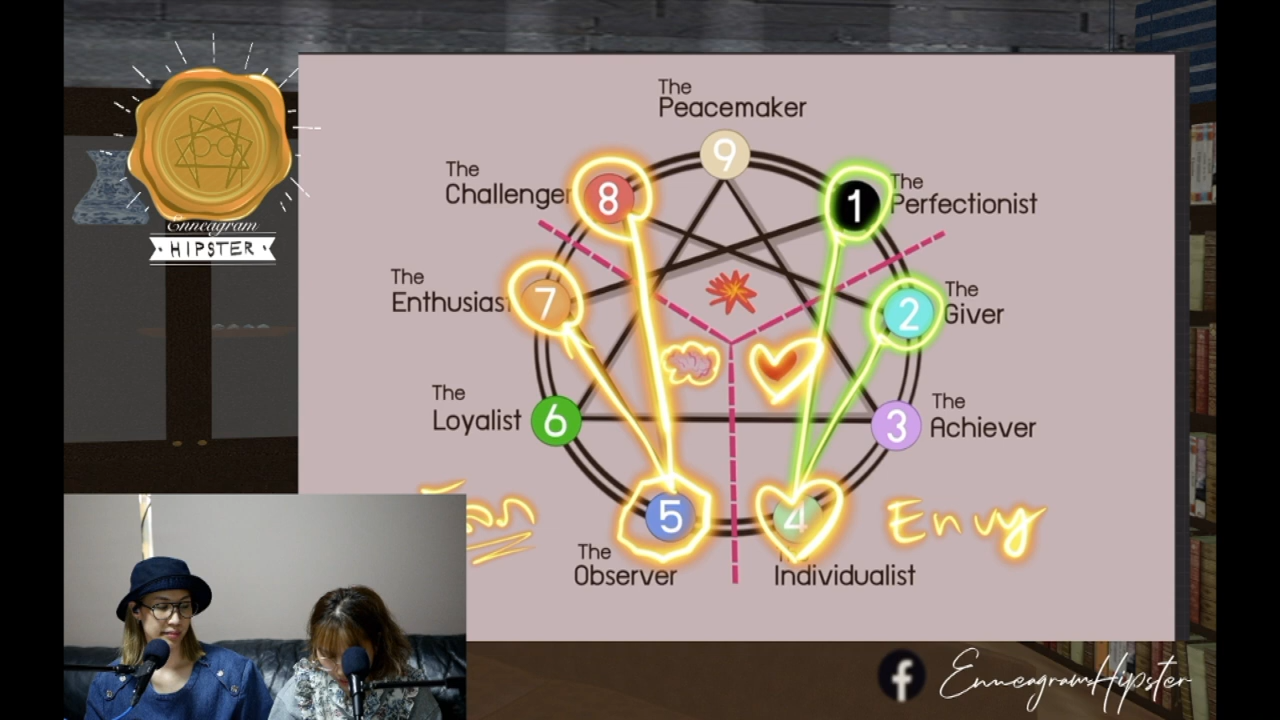 Enneagram
HIPSTER
The
Peacemaker
9
The
Challenger
8
1
The
Perfectionist
The
Enthusiast
7
2
The
Giver
The
Loyalist
6
3
The
Achiever
5
4
Envy
The
Observer
The
Individualist
f
EnneagramHipster